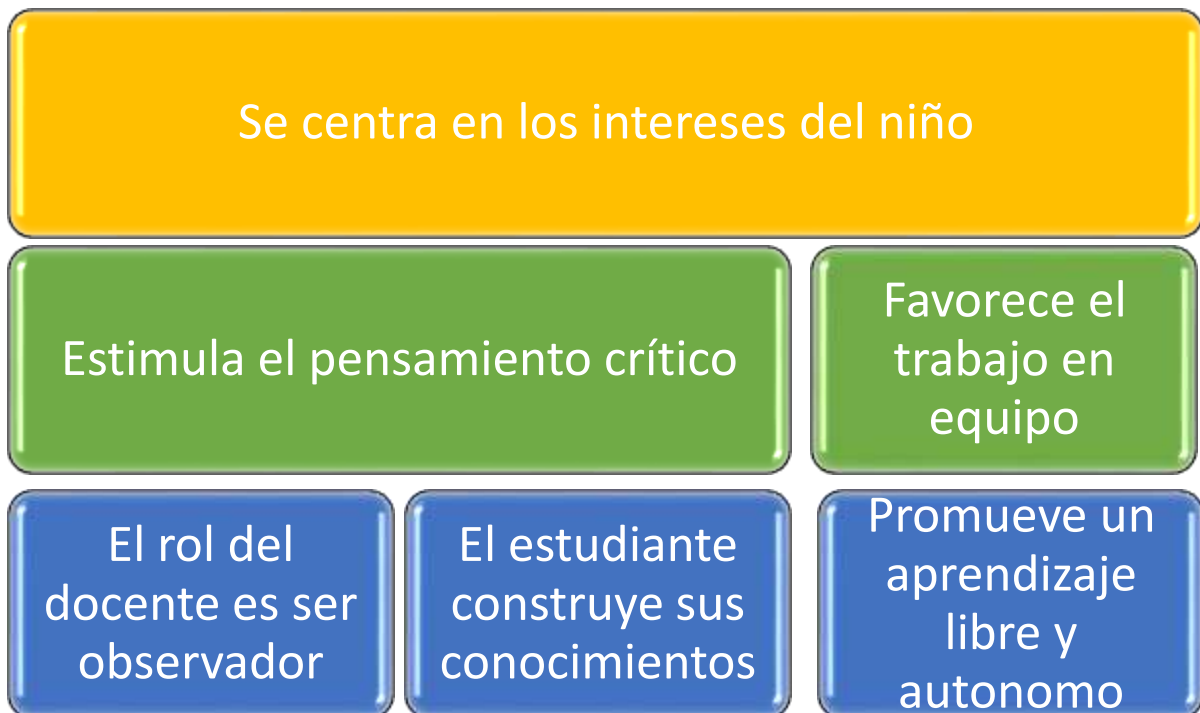 Se centra en los intereses del niño
Estimula el pensamiento crítico
Favorece el
trabajo en
equipo
El rol del
docente es ser
observador
El estudiante
construye sus
conocimientos
Promueve un
aprendizaje
libre y
autonomo